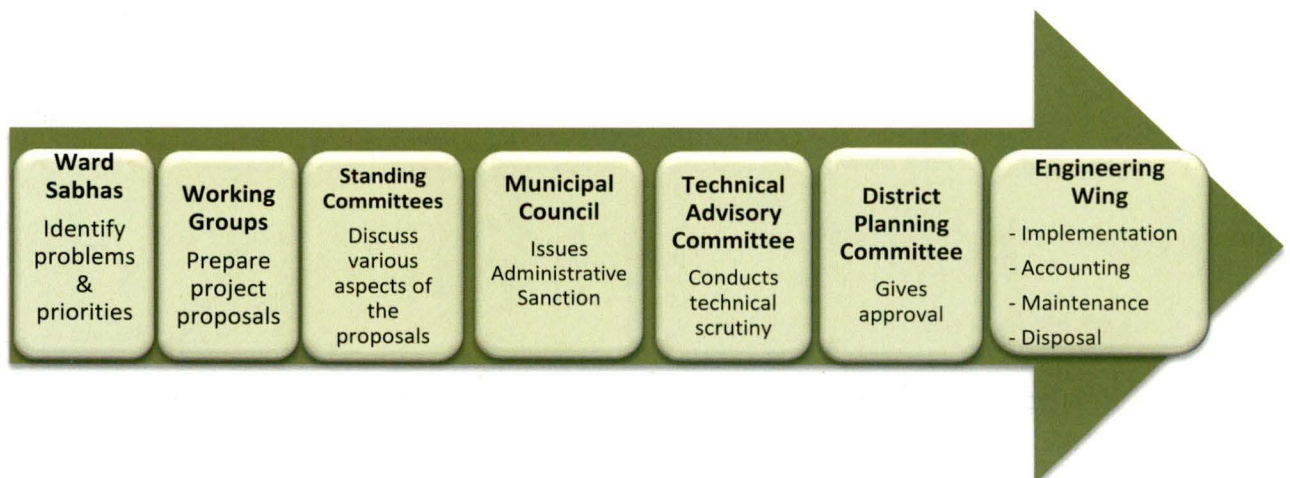 Ward
Sabhas
Identify
problems
&
priorities
Working
Groups
Prepare
project
proposals
Standing
Committees
Discuss
various
aspects of
the
proposals
Municipal
Council
Issues
Administrative
Sanction
Technical
Advisory
Committee
Conducts
technical
scrutiny
District
Planning
Committee
Gives
approval
Engineering
Wing
- Implementation
- Accounting
- Maintenance
- Disposal